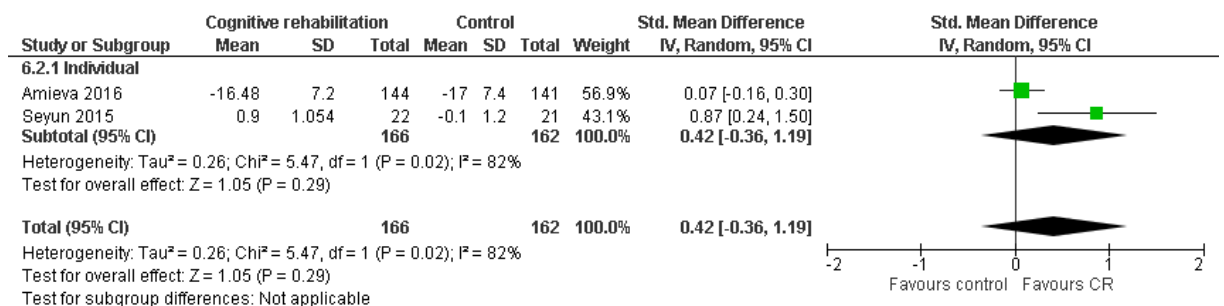 Cognitive rehabilitation Control Std. Mean Difference Std. Mean Difference
Study or Subgroup Mean SD Total Mean SD Total Weight IV, Random, 95% CI IV, Random, 95% CI
6.2.1 Individual
Amieva 2016 -16.48 7.2 144 -17 7.4 141 56.9% 0.07 [-0.16, 0.30]
Seyun 2015 0.9 1.054 22 -0.1 1.2 21 43.1% 0.87 [0.24, 1.50]
Subtotal (95% CI) 166 162 100.0% 0.42 [-0.36, 1.19]
Heterogeneity: Tau² = 0.26; Chi² = 5.47, df = 1 (P = 0.02); I² = 82%
Test for overall effect: Z = 1.05 (P = 0.29)
Total (95% CI) 166 162 100.0% 0.42 [-0.36, 1.19]
Heterogeneity: Tau² = 0.26; Chi² = 5.47, df = 1 (P = 0.02); I² = 82%
Test for overall effect: Z = 1.05 (P = 0.29)
Test for subgroup differences: Not applicable
-2 -1 0 1 2
Favours control Favours CR